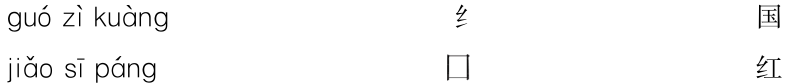 guó zì kuàng 纟 国
jiǎo sī páng 囗 红